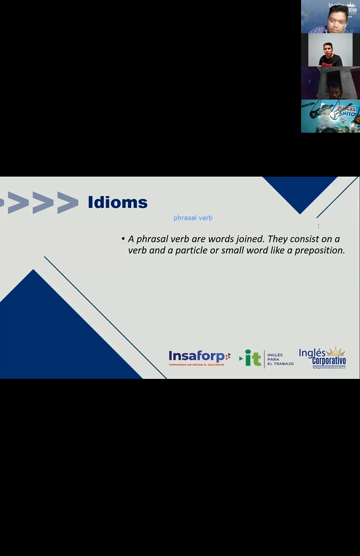 Idioms
phrasal verb
• A phrasal verb are words joined. They consist on a
verb and a particle or small word like a preposition.
Insaforp
it
INGLÉS
PARA
EL TRABAJO
Inglés
Corporativo